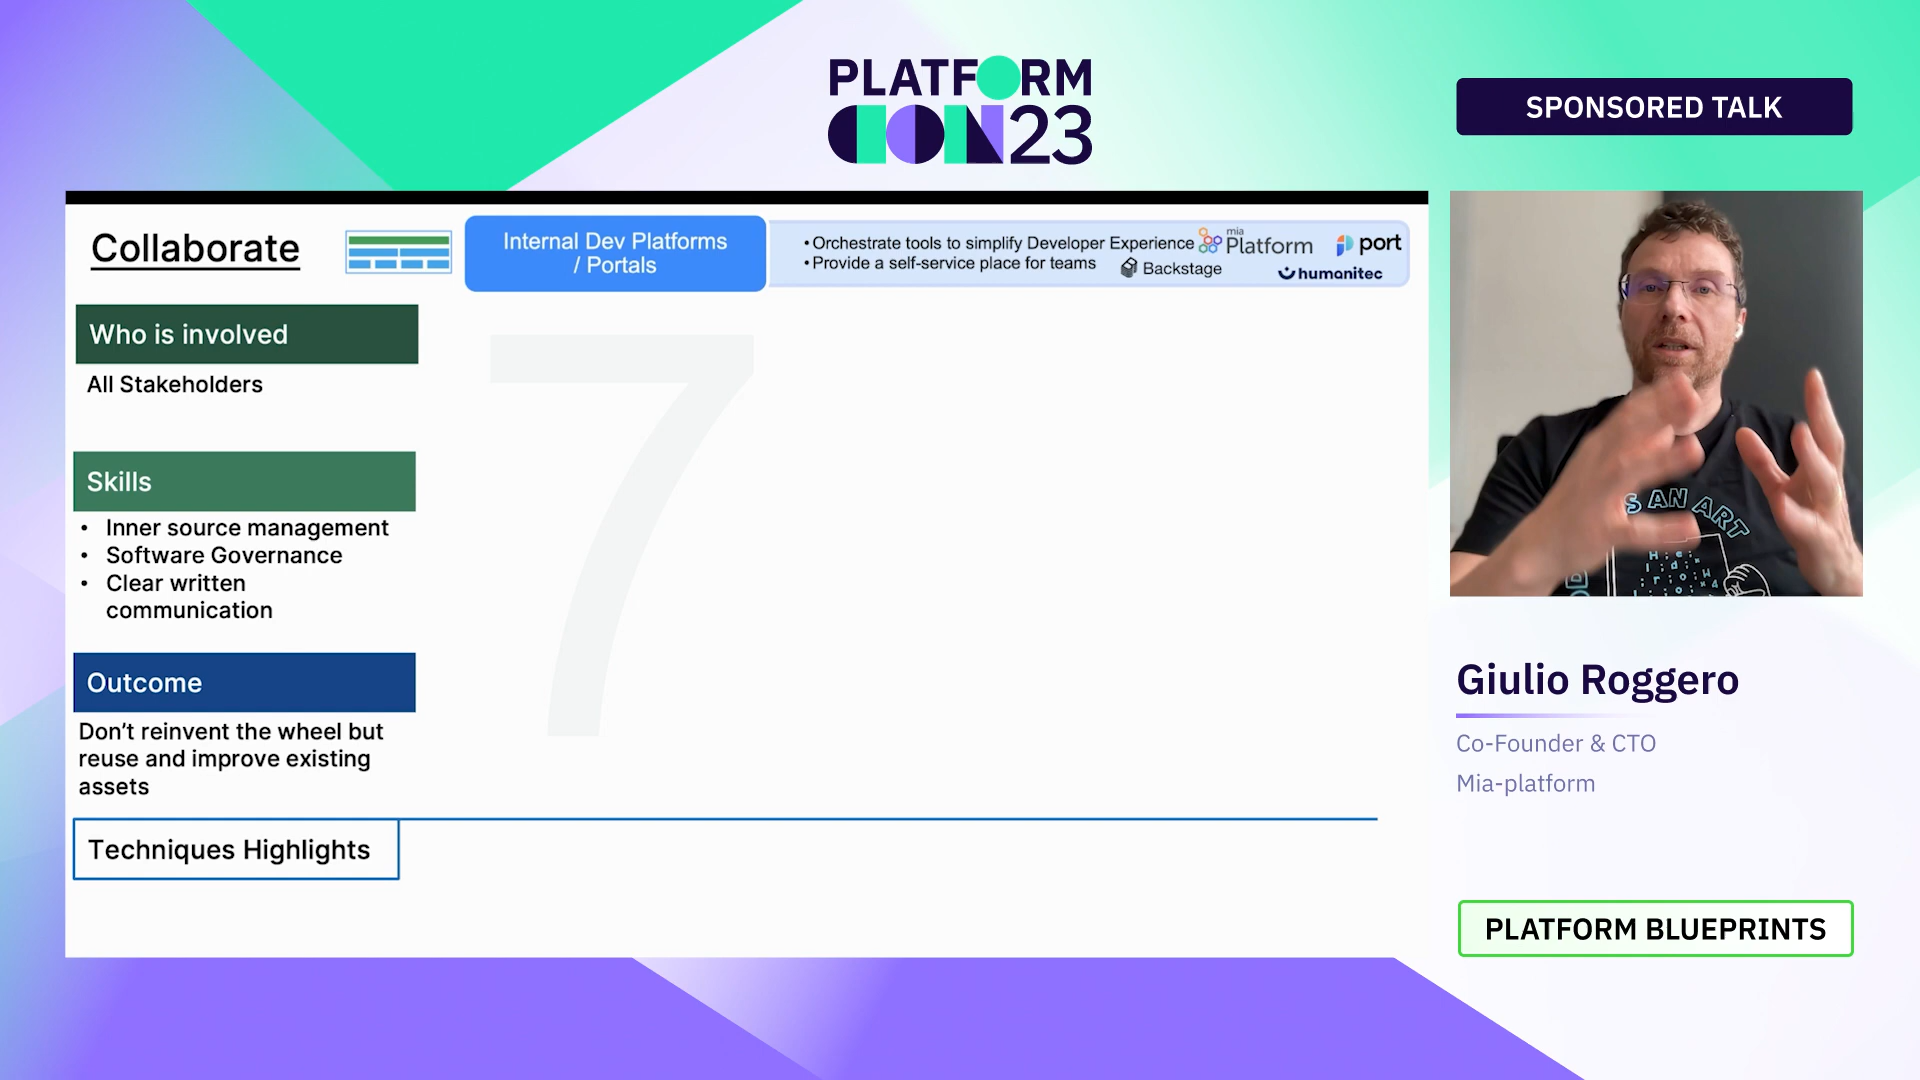 PLATFORM
CON23
SPONSORED TALK
Collaborate
Internal Dev Platforms
/ Portals
•Orchestrate tools to simplify Developer Experience
•Provide a self-service place for teams
mia
Platform
port
Backstage
humanitec
Who is involved
All Stakeholders
7
Skills
• Inner source management
• Software Governance
• Clear written
communication
Outcome
Don’t reinvent the wheel but
reuse and improve existing
assets
Techniques Highlights
S AN ART
Giulio Roggero
Co-Founder & CTO
Mia-platform
PLATFORM BLUEPRINTS